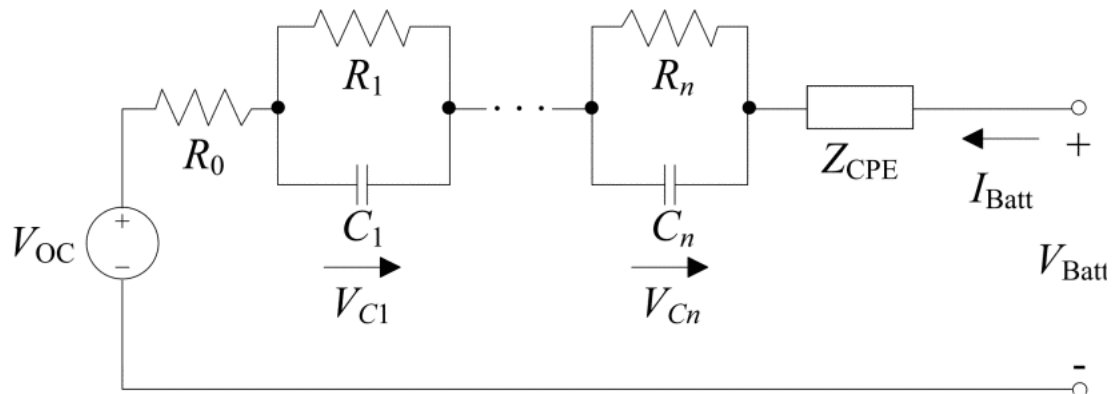 R1
Rn
R0
. . .
ZCPE
+
IBatt
VOC
+
−
C1
Cn
VC1
VCn
VBatt
-